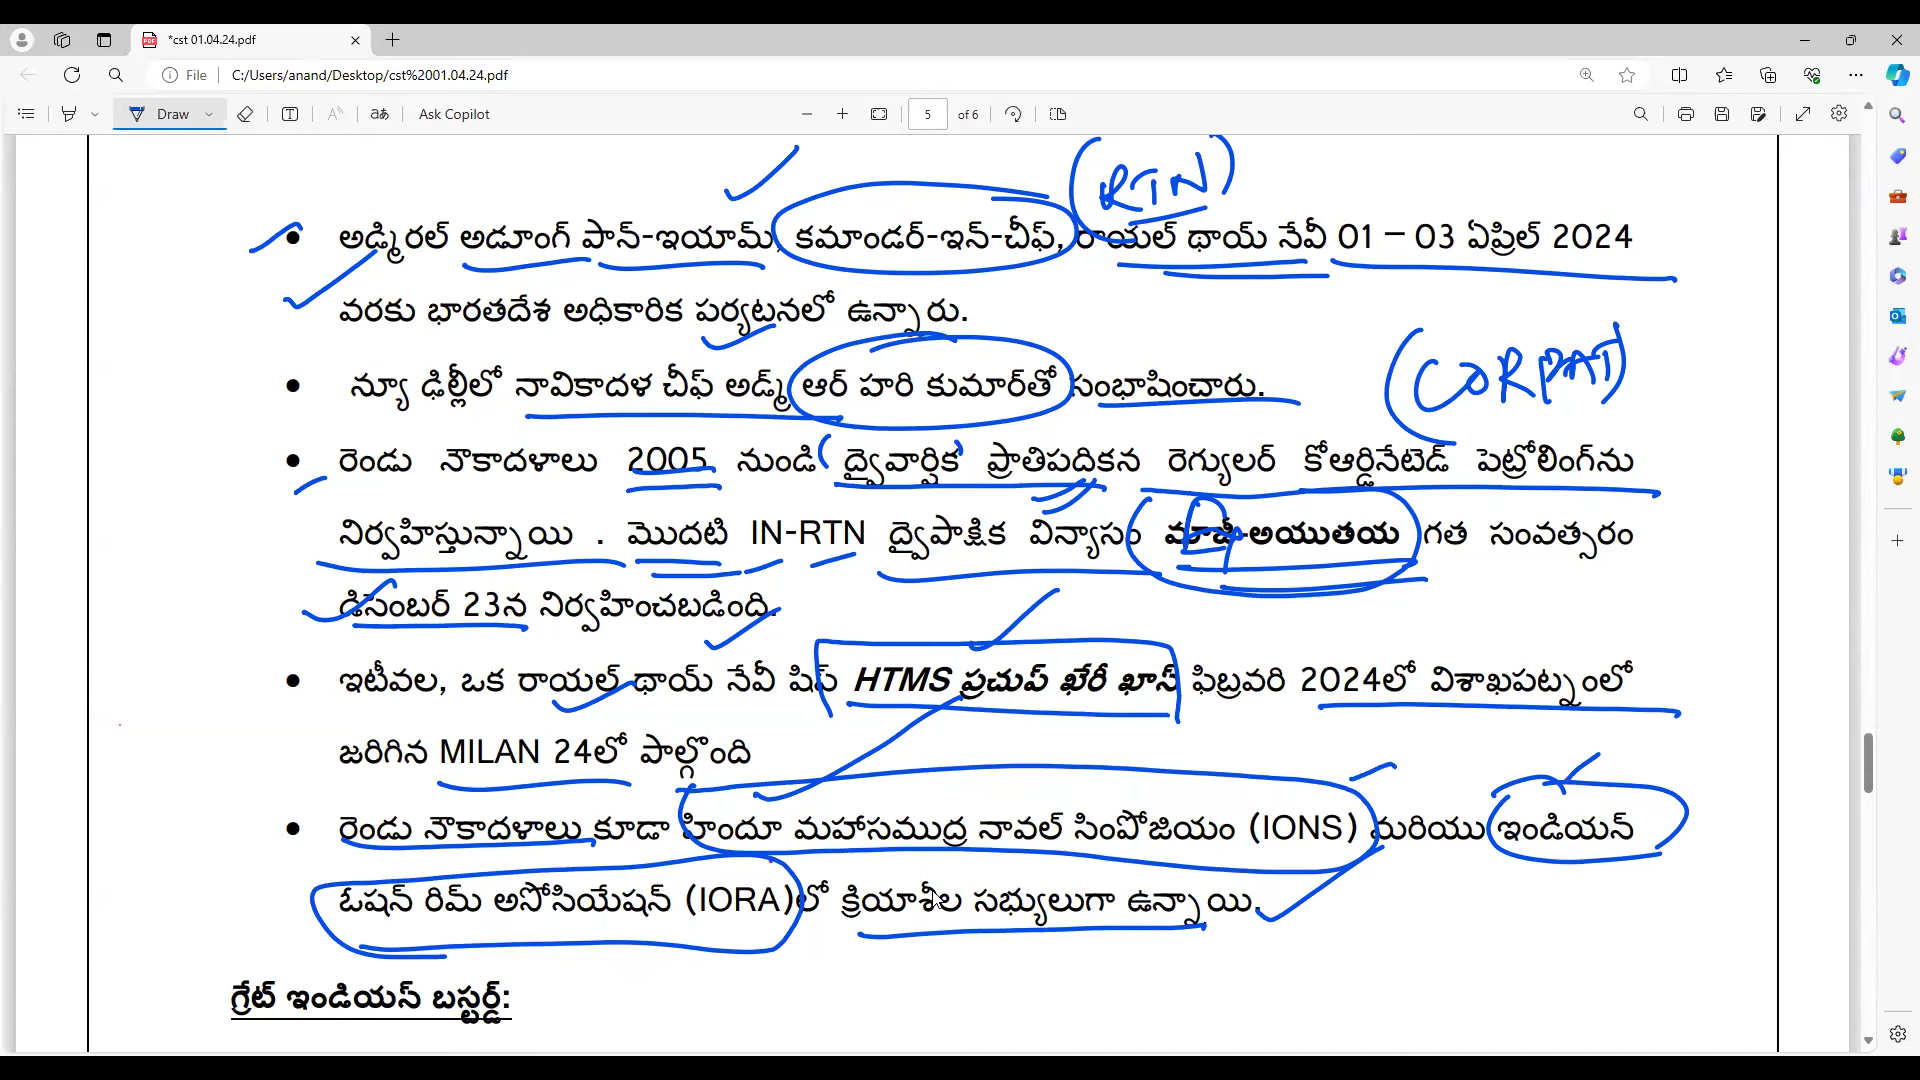 *cst 01.04.24.pdf
File C:/Users/anand/Desktop/cst%2001.04.24.pdf
Draw Ask Copilot 5 of 6
(RTN)
అడ్మిరల్ అడూంగ్ పాన్-ఇయామ్, కమాండర్-ఇన్-చీఫ్, రాయల్ థాయ్ నేవీ 01 – 03 ఏప్రిల్ 2024
వరకు భారతదేశ అధికారిక పర్యటనలో ఉన్నారు.
న్యూ ఢిల్లీలో నావికాదళ చీఫ్ అడ్మ్ ఆర్ హరి కుమార్‌తో సంభాషించారు.
(CORPAT)
రెండు నౌకాదళాలు 2005 నుండి ద్వైవార్షిక ప్రాతిపదికన రెగ్యులర్ కోఆర్డినేటెడ్ పెట్రోలింగ్‌ను
నిర్వహిస్తున్నాయి . మొదటి IN-RTN ద్వైపాక్షిక విన్యాసం -అయుతయ గత సంవత్సరం
డిసెంబర్ 23న నిర్వహించబడింది.
ఇటీవల, ఒక రాయల్ థాయ్ నేవీ షిప్ HTMS ప్రచుప్ ఖీరీ ఖాన్ ఫిబ్రవరి 2024లో విశాఖపట్నంలో
జరిగిన MILAN 24లో పాల్గొంది
రెండు నౌకాదళాలు కూడా హిందూ మహాసముద్ర నావల్ సింపోజియం (IONS) మరియు ఇండియన్
ఓషన్ రిమ్ అసోసియేషన్ (IORA)లో క్రియాశీల సభ్యులుగా ఉన్నాయి.
గ్రేట్ ఇండియన్ బస్టర్డ్: